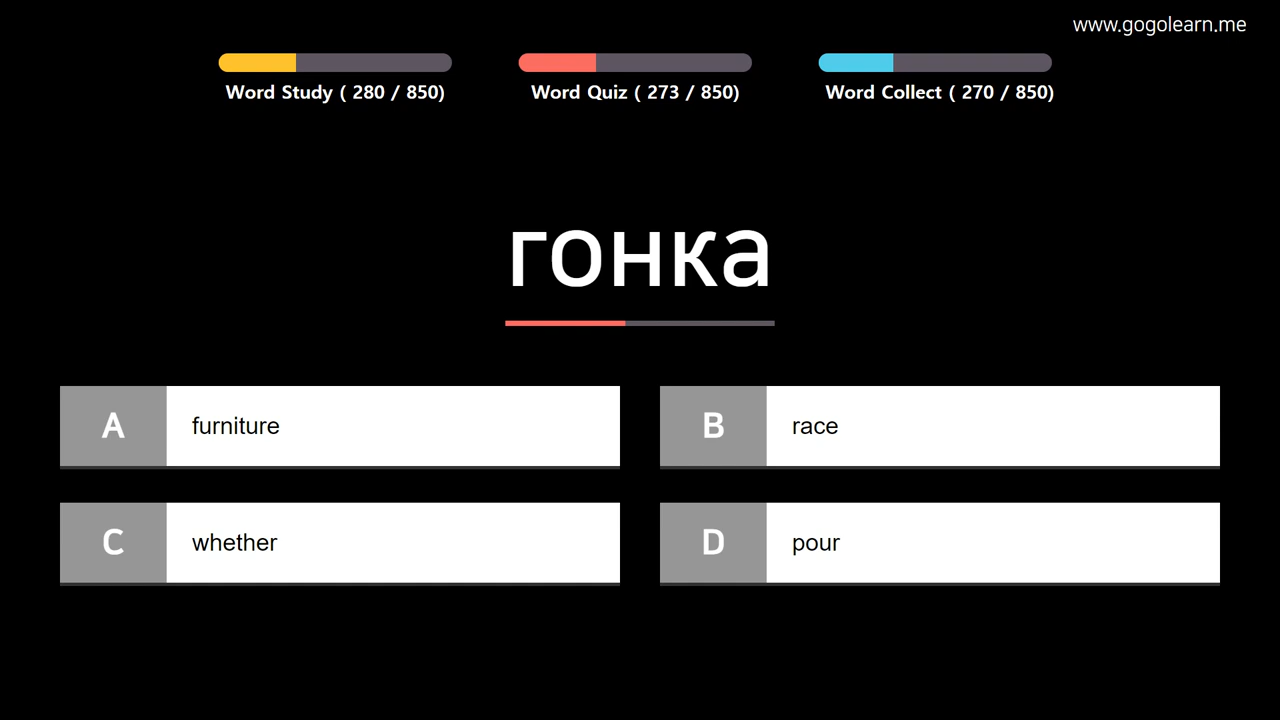 www.gogolearn.me
Word Study ( 280 / 850)
Word Quiz ( 273 / 850)
Word Collect ( 270 / 850)
гонка
A furniture
B race
C whether
D pour